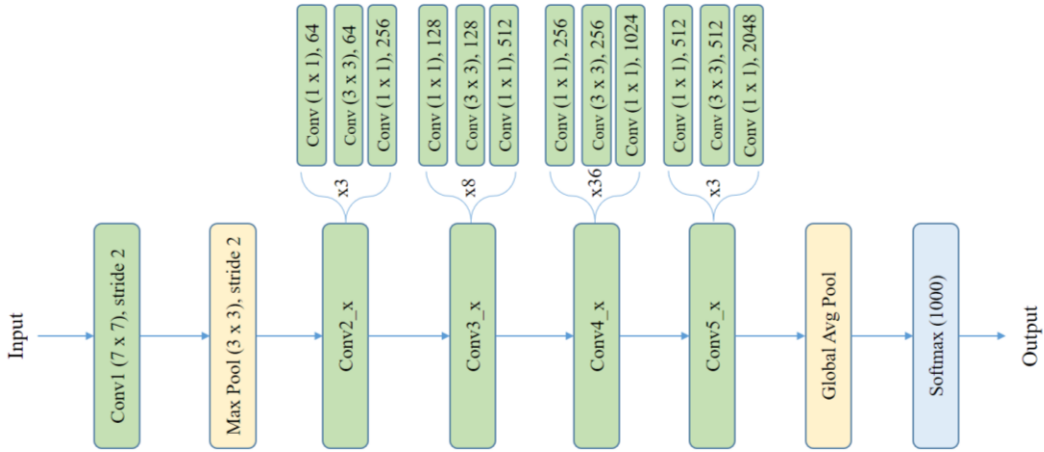 Input
Conv1 (7 x 7), stride 2
Max Pool (3 x 3), stride 2
Conv2_x
x3
Conv (1 x 1), 64
Conv (3 x 3), 64
Conv (1 x 1), 256
Conv3_x
x8
Conv (1 x 1), 128
Conv (3 x 3), 128
Conv (1 x 1), 512
Conv4_x
x36
Conv (1 x 1), 256
Conv (3 x 3), 256
Conv (1 x 1), 1024
Conv5_x
x3
Conv (1 x 1), 512
Conv (3 x 3), 512
Conv (1 x 1), 2048
Global Avg Pool
Softmax (1000)
Output